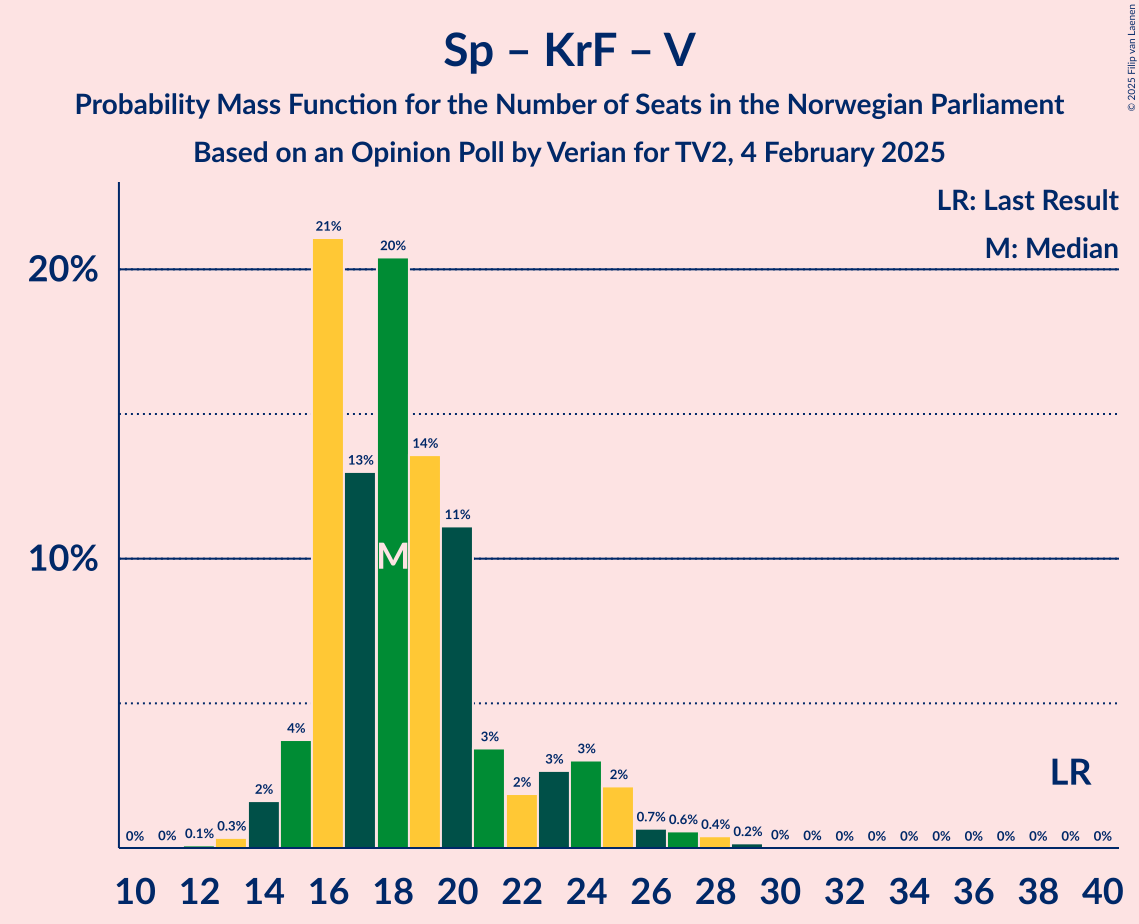 Sp – KrF – V
Probability Mass Function for the Number of Seats in the Norwegian Parliament
Based on an Opinion Poll by Verian for TV2, 4 February 2025
© 2025 Filip van Laenen
LR: Last Result
M: Median
20%
10%
0% 0% 0.1% 0.3% 2% 4% 21% 13% 20% 14% 11% 3% 2% 3% 3% 2% 0.7% 0.6% 0.4% 0.2% 0% 0% 0% 0% 0% 0% 0% 0% 0% 0% 0%
M
LR
10 12 14 16 18 20 22 24 26 28 30 32 34 36 38 40